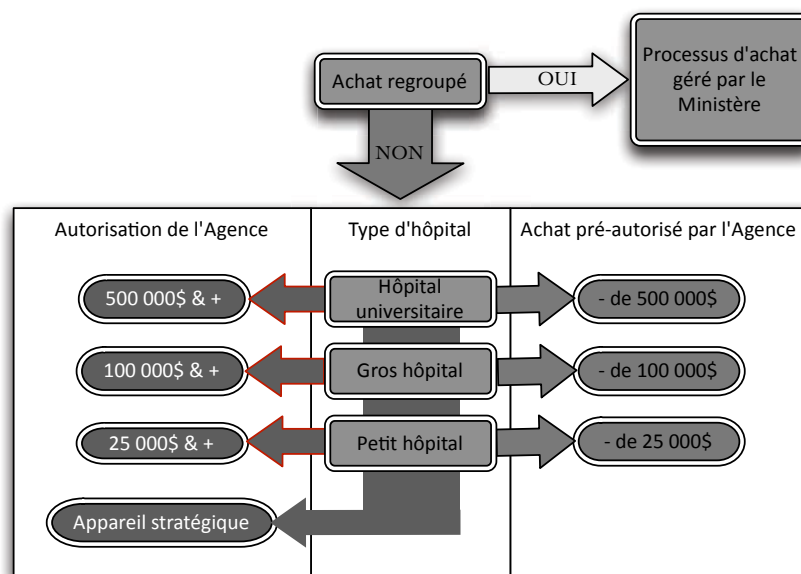 Achat regroupé
OUI
Processus d'achat
géré par le
Ministère
NON
Autorisation de l'Agence
Type d'hôpital
Achat pré-autorisé par l'Agence
500 000$ & +
Hôpital
universitaire
- de 500 000$
100 000$ & +
Gros hôpital
- de 100 000$
25 000$ & +
Petit hôpital
- de 25 000$
Appareil stratégique